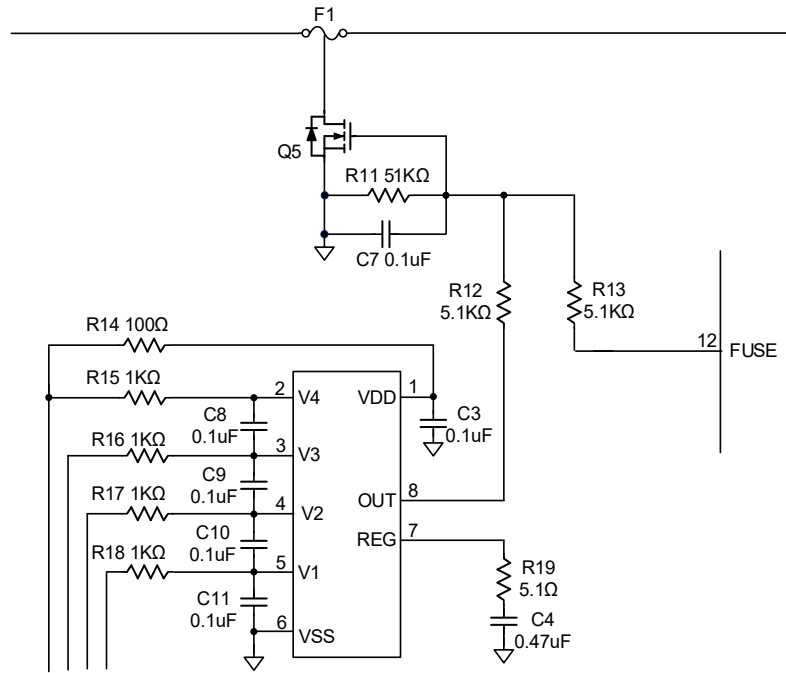 F1
Q5
R11 51KΩ
C7 0.1uF
R12
5.1KΩ
R13
5.1KΩ
12
FUSE
R14 100Ω
R15 1KΩ
2
V4
VDD
1
C8
0.1uF
C3
0.1uF
R16 1KΩ
3
V3
C9
0.1uF
R17 1KΩ
4
V2
OUT
8
C10
0.1uF
REG
7
R18 1KΩ
5
V1
R19
5.1Ω
C11
0.1uF
6
VSS
C4
0.47uF